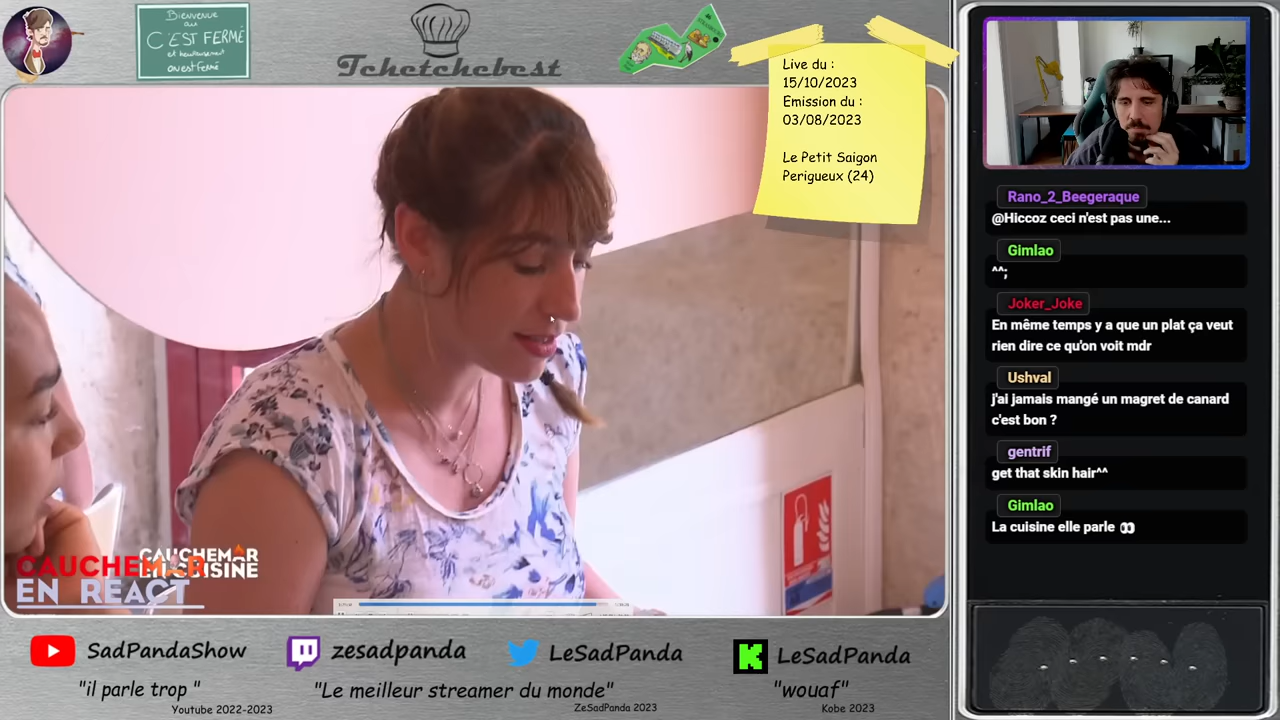 Bienvenue
au
C'EST FERMÉ
et heureusement
on est fermé
Tchetchebest
Live du :
15/10/2023
Emission du :
03/08/2023
Le Petit Saigon
Perigueux (24)
Rano_2_Beegeraque
@Hiccoz ceci n'est pas une...
Gimlao
^^;
Joker_Joke
En même temps y a que un plat ça veut
rien dire ce qu'on voit mdr
Ushval
j'ai jamais mangé un magret de canard
c'est bon ?
gentrif
get that skin hair^^
Gimlao
La cuisine elle parle 👀
CAUCHEMAR
EN CUISINE
CAUCHEMAR
EN REACT
SadPandaShow
zesadpanda
LeSadPanda
LeSadPanda
"il parle trop "
Youtube 2022-2023
"Le meilleur streamer du monde"
ZeSadPanda 2023
"wouaf"
Kobe 2023